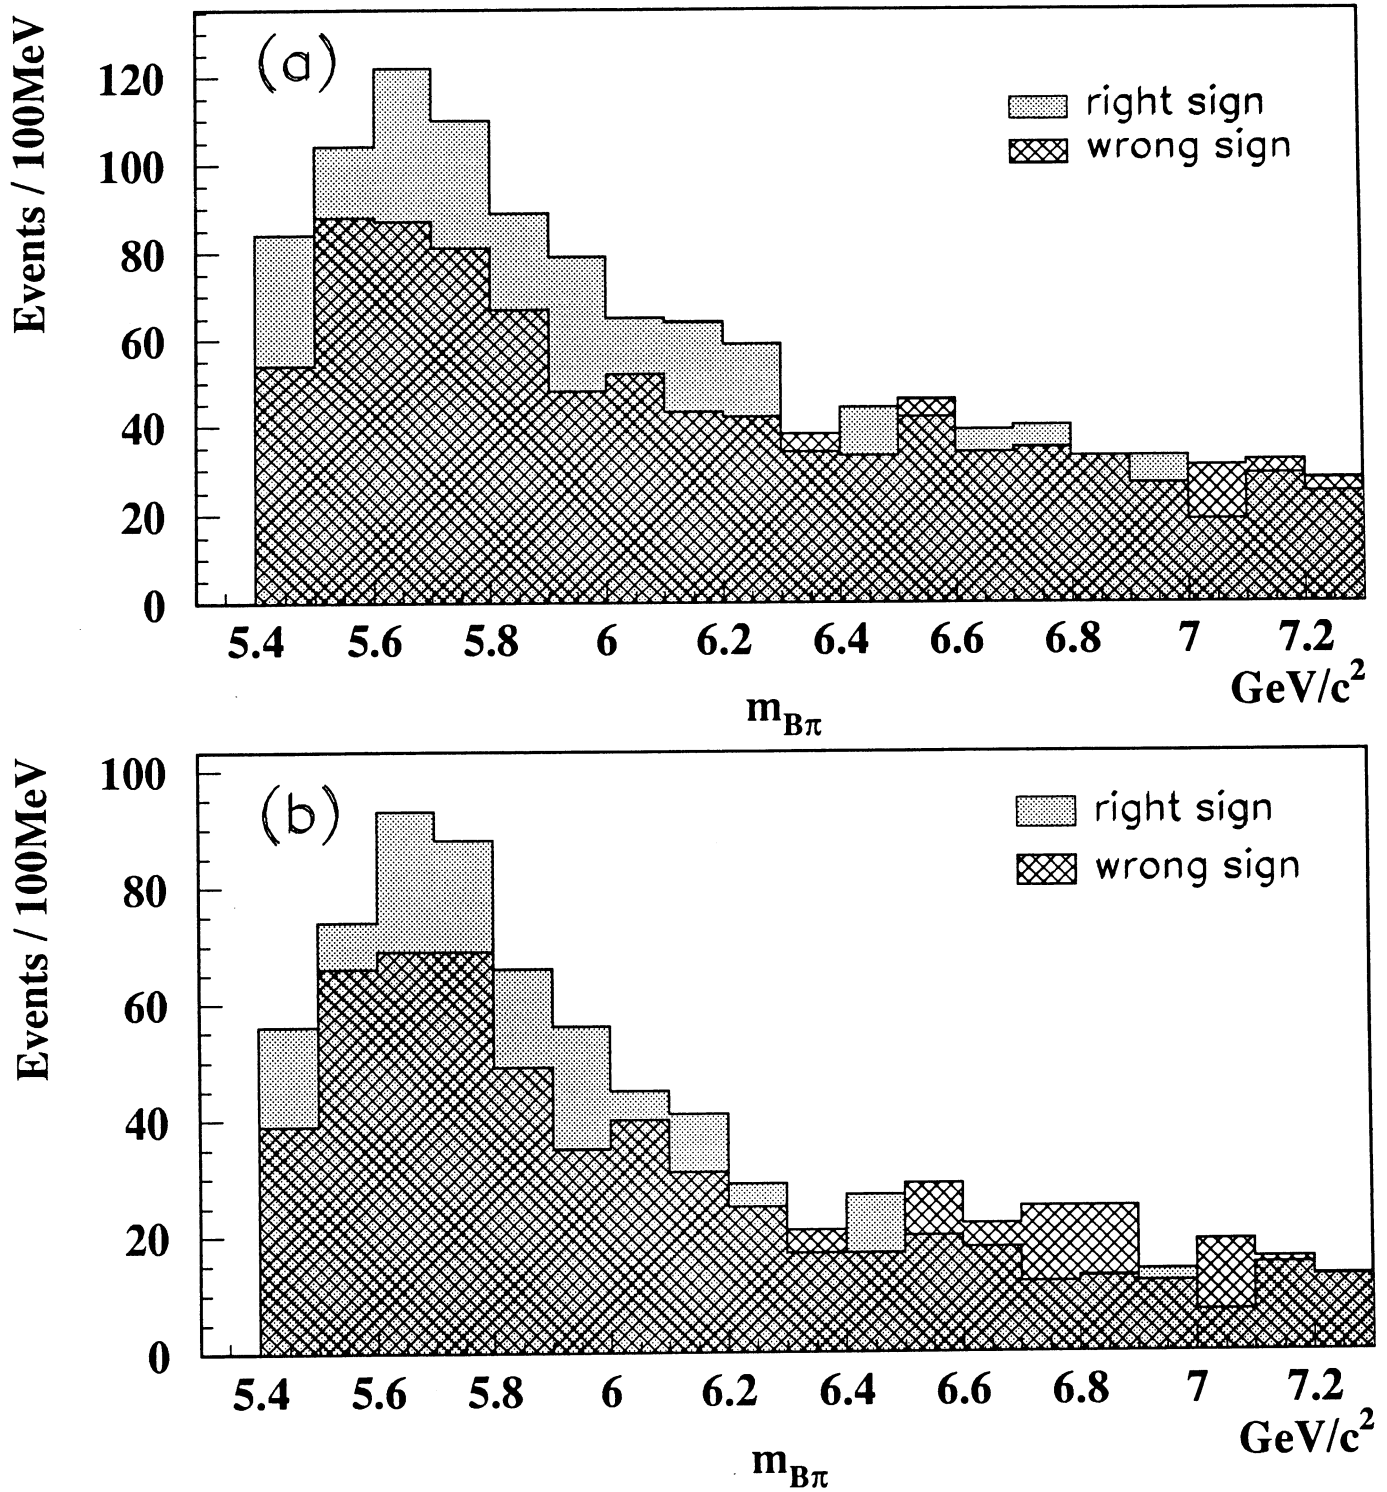 (a)
Events / 100MeV
120
100
80
60
40
20
0
right sign
wrong sign
5.4 5.6 5.8 6 6.2 6.4 6.6 6.8 7 7.2
GeV/c²
m_Bπ
(b)
Events / 100MeV
100
80
60
40
20
0
right sign
wrong sign
5.4 5.6 5.8 6 6.2 6.4 6.6 6.8 7 7.2
GeV/c²
m_Bπ